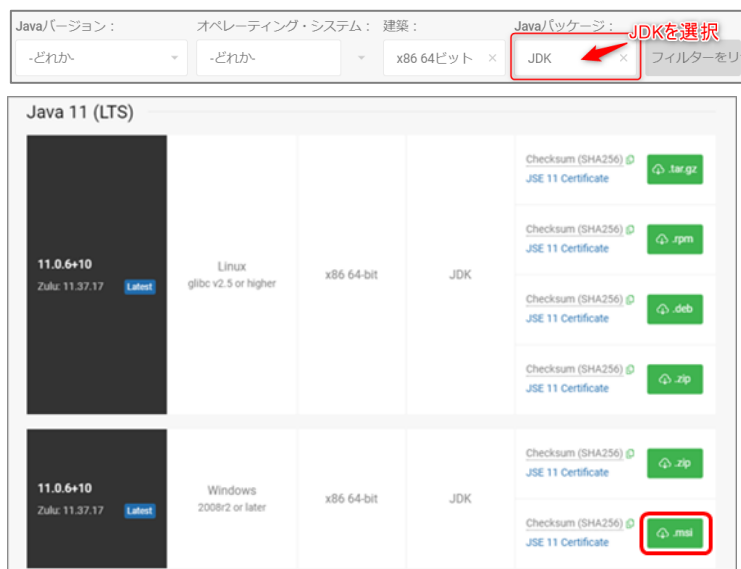 Javaバージョン：
オペレーティング・システム：
建築：
Javaパッケージ：
JDKを選択
-どれか-
-どれか-
x86 64ビット ×
JDK ×
フィルターをリ
Java 11 (LTS)
11.0.6+10
Zulu: 11.37.17 Latest
Linux
glibc v2.5 or higher
x86 64-bit
JDK
Checksum (SHA256)
JSE 11 Certificate
.tar.gz
Checksum (SHA256)
JSE 11 Certificate
.rpm
Checksum (SHA256)
JSE 11 Certificate
.deb
Checksum (SHA256)
JSE 11 Certificate
.zip
11.0.6+10
Zulu: 11.37.17 Latest
Windows
2008r2 or later
x86 64-bit
JDK
Checksum (SHA256)
JSE 11 Certificate
.zip
Checksum (SHA256)
JSE 11 Certificate
.msi